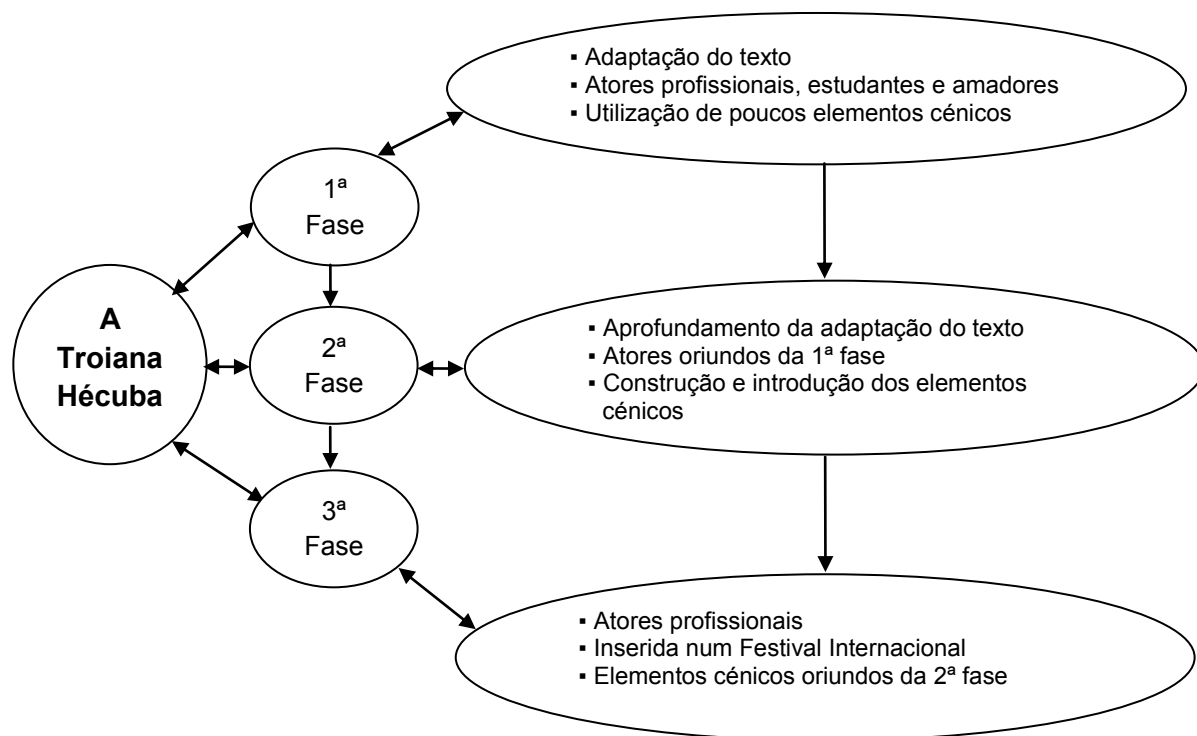 ▪ Adaptação do texto
▪ Atores profissionais, estudantes e amadores
▪ Utilização de poucos elementos cénicos
1ª
Fase
A
Troiana
Hécuba
2ª
Fase
▪ Aprofundamento da adaptação do texto
▪ Atores oriundos da 1ª fase
▪ Construção e introdução dos elementos
cénicos
3ª
Fase
▪ Atores profissionais
▪ Inserida num Festival Internacional
▪ Elementos cénicos oriundos da 2ª fase